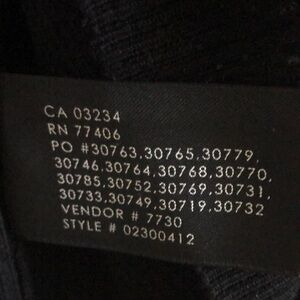 CA 03234
RN 77406
PO #30763,30765,30779,
30746,30764,30768,30770,
30785,30752,30769,30731,
30733,30749,30719,30732
VENDOR # 7730
STYLE # 02300412